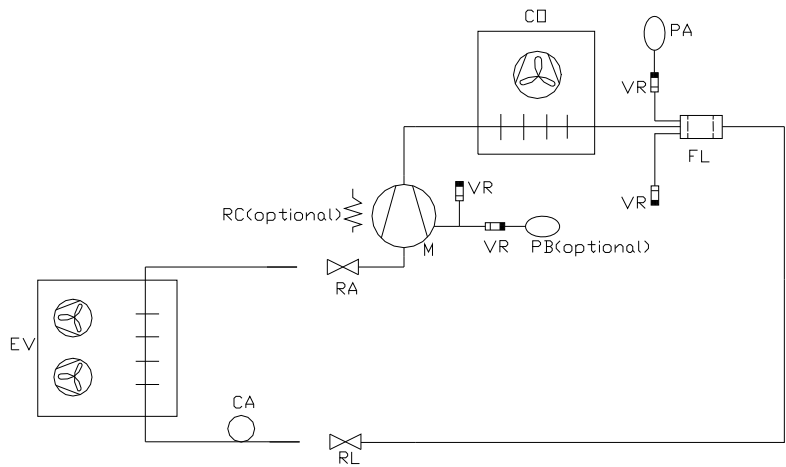 CO
PA
VR
FL
VR
RC(optional)
VR
M
VR
PB(optional)
RA
EV
CA
RL